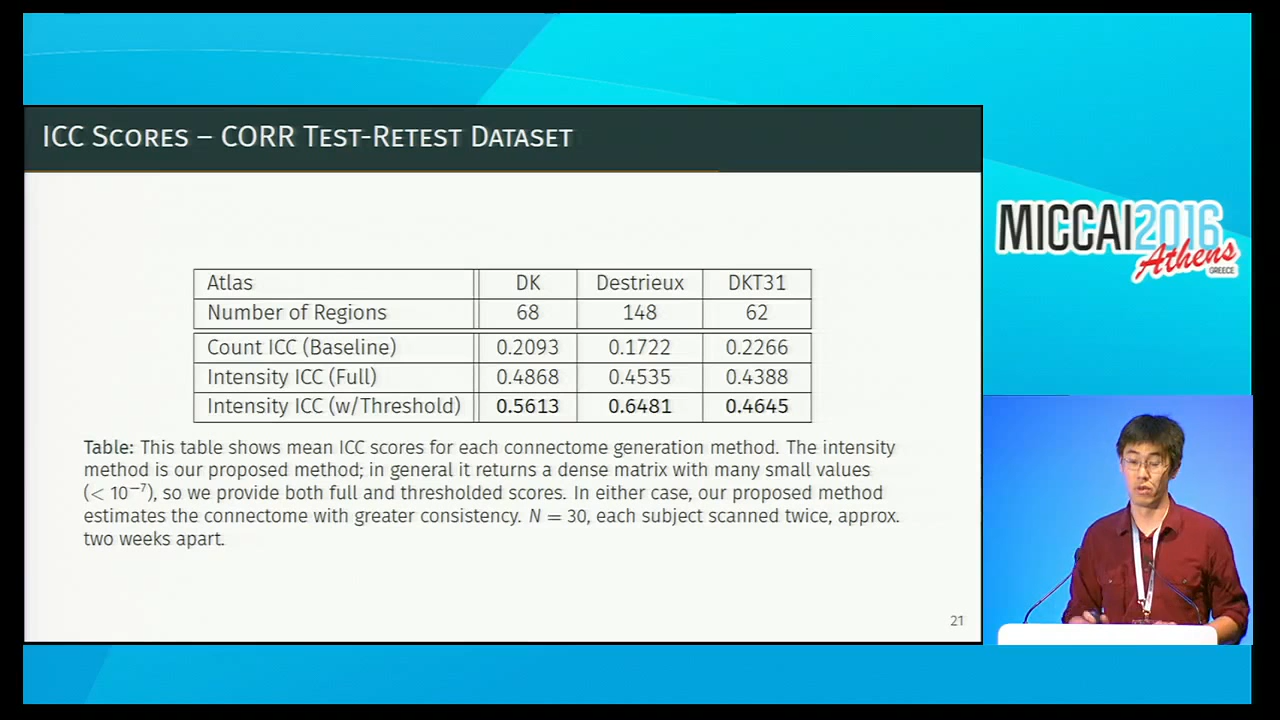 ICC Scores – CORR Test-Retest Dataset
Atlas DK Destrieux DKT31
Number of Regions 68 148 62
Count ICC (Baseline) 0.2093 0.1722 0.2266
Intensity ICC (Full) 0.4868 0.4535 0.4388
Intensity ICC (w/Threshold) 0.5613 0.6481 0.4645
Table: This table shows mean ICC scores for each connectome generation method. The intensity
method is our proposed method; in general it returns a dense matrix with many small values
(< 10⁻⁷), so we provide both full and thresholded scores. In either case, our proposed method
estimates the connectome with greater consistency. N = 30, each subject scanned twice, approx.
two weeks apart.
21
MICCAI2016
Athens
GREECE